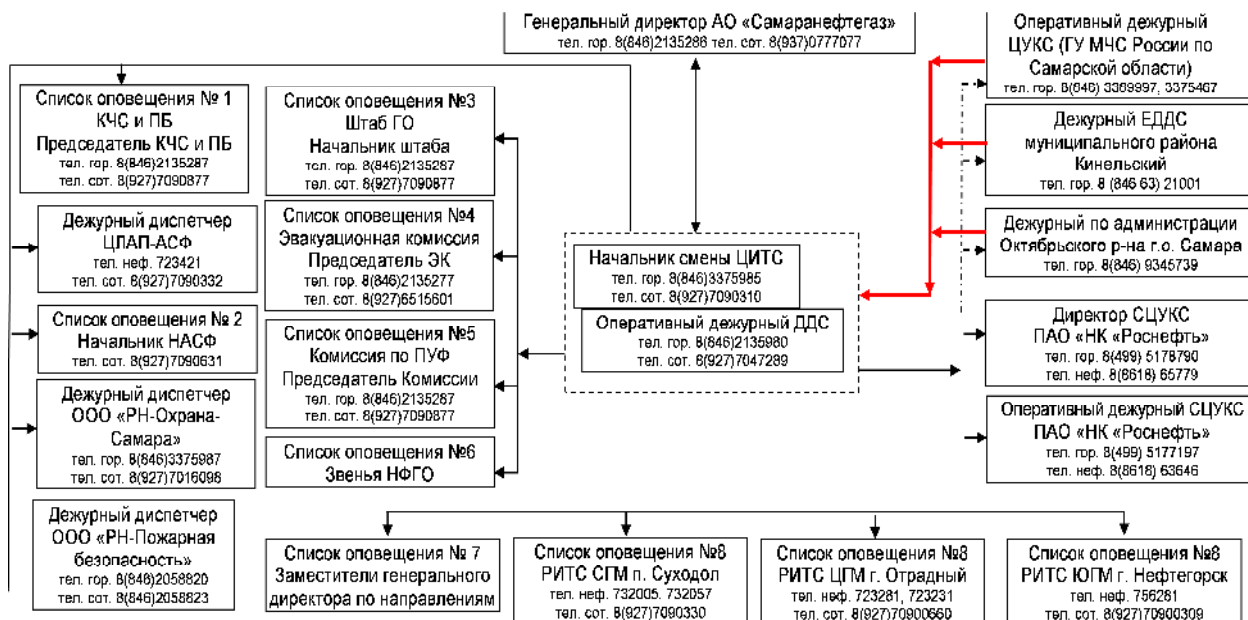 Генеральный директор АО «Самаранефтегаз»
тел. гор. 8(846)2135286 тел. сот. 8(937)0777077
Оперативный дежурный
ЦУКС (ГУ МЧС России по
Самарской области)
тел. гор. 8(846) 3389997, 3375467
Список оповещения № 1
КЧС и ПБ
Председатель КЧС и ПБ
тел. гор. 8(846)2135287
тел. сот. 8(927)7090877
Список оповещения №3
Штаб ГО
Начальник штаба
тел. гор. 8(846)2135287
тел. сот. 8(927)7090877
Дежурный ЕДДС
муниципального района
Кинельский
тел. гор. 8 (846 63) 21001
Дежурный диспетчер
ЦЛАП-АСФ
тел. неф. 723421
тел. сот. 8(927)7090332
Список оповещения №4
Эвакуационная комиссия
Председатель ЭК
тел. гор. 8(846)2135277
тел. сот. 8(927)6515601
Дежурный по администрации
Октябрьского р-на г.о. Самара
тел. гор. 8(846) 9345739
Начальник смены ЦИТС
тел. гор. 8(846)3375985
тел. сот. 8(927)7090310
Оперативный дежурный ДДС
тел. гор. 8(846)2135980
тел. сот. 8(927)7047289
Список оповещения № 2
Начальник НАСФ
тел. сот. 8(927)7090631
Список оповещения №5
Комиссия по ПУФ
Председатель Комиссии
тел. гор. 8(846)2135287
тел. сот. 8(927)7090877
Директор СЦУКС
ПАО «НК «Роснефть»
тел. гор. 8(499) 5178790
тел. неф. 8(8618) 65779
Дежурный диспетчер
ООО «РН-Охрана-
Самара»
тел. гор. 8(846)3375987
тел. сот. 8(927)7016098
Список оповещения №6
Звенья НФГО
Оперативный дежурный СЦУКС
ПАО «НК «Роснефть»
тел. гор. 8(499) 5177197
тел. неф. 8(8618) 63646
Дежурный диспетчер
ООО «РН-Пожарная
безопасность»
тел. гор. 8(846)2058820
тел. сот. 8(846)2058823
Список оповещения № 7
Заместители генерального
директора по направлениям
Список оповещения №8
РИТС СГМ п. Суходол
тел. неф. 732005, 732057
тел. сот. 8(927)7090330
Список оповещения №8
РИТС ЦГМ г. Отрадный
тел. неф. 723281, 723231
тел. сот. 8(927)70900660
Список оповещения №8
РИТС ЮГМ г. Нефтегорск
тел. неф. 756281
тел. сот. 8(927)70900309